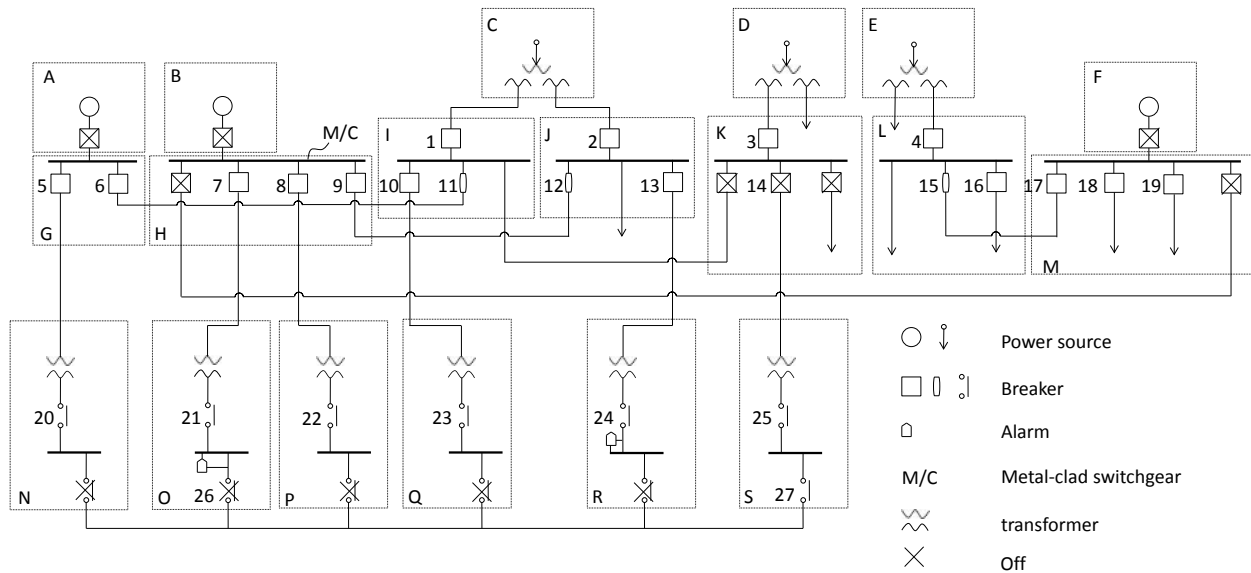 C
D
E
A
B
F
M/C
I
J
K
L
1
2
3
4
5
6
7
8
9
10
11
12
13
14
15
16
17
18
19
G
H
M
20
21
22
23
24
25
N
O
26
P
Q
R
S
27
Power source
Breaker
Alarm
M/C Metal-clad switchgear
transformer
Off